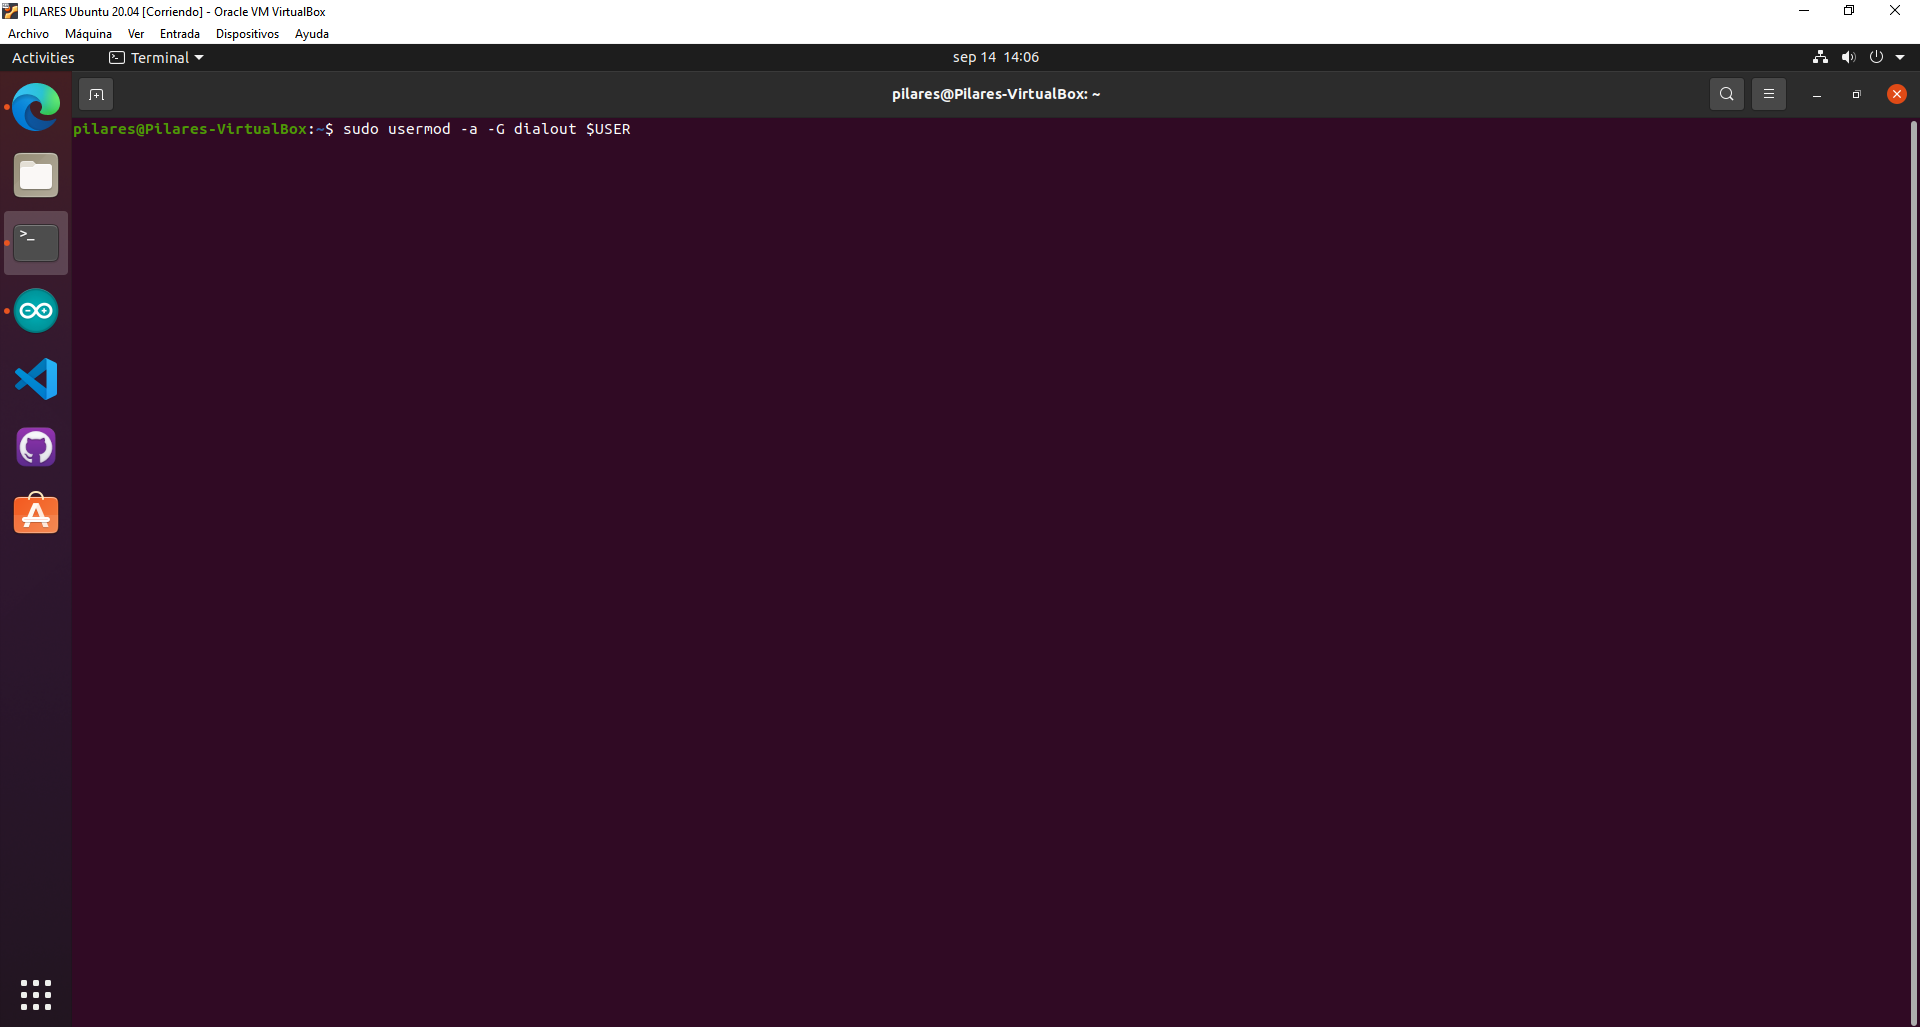 PILARES Ubuntu 20.04 [Corriendo] - Oracle VM VirtualBox
Archivo Máquina Ver Entrada Dispositivos Ayuda
Activities Terminal sep 14 14:06
pilares@Pilares-VirtualBox: ~
pilares@Pilares-VirtualBox:~$ sudo usermod -a -G dialout $USER